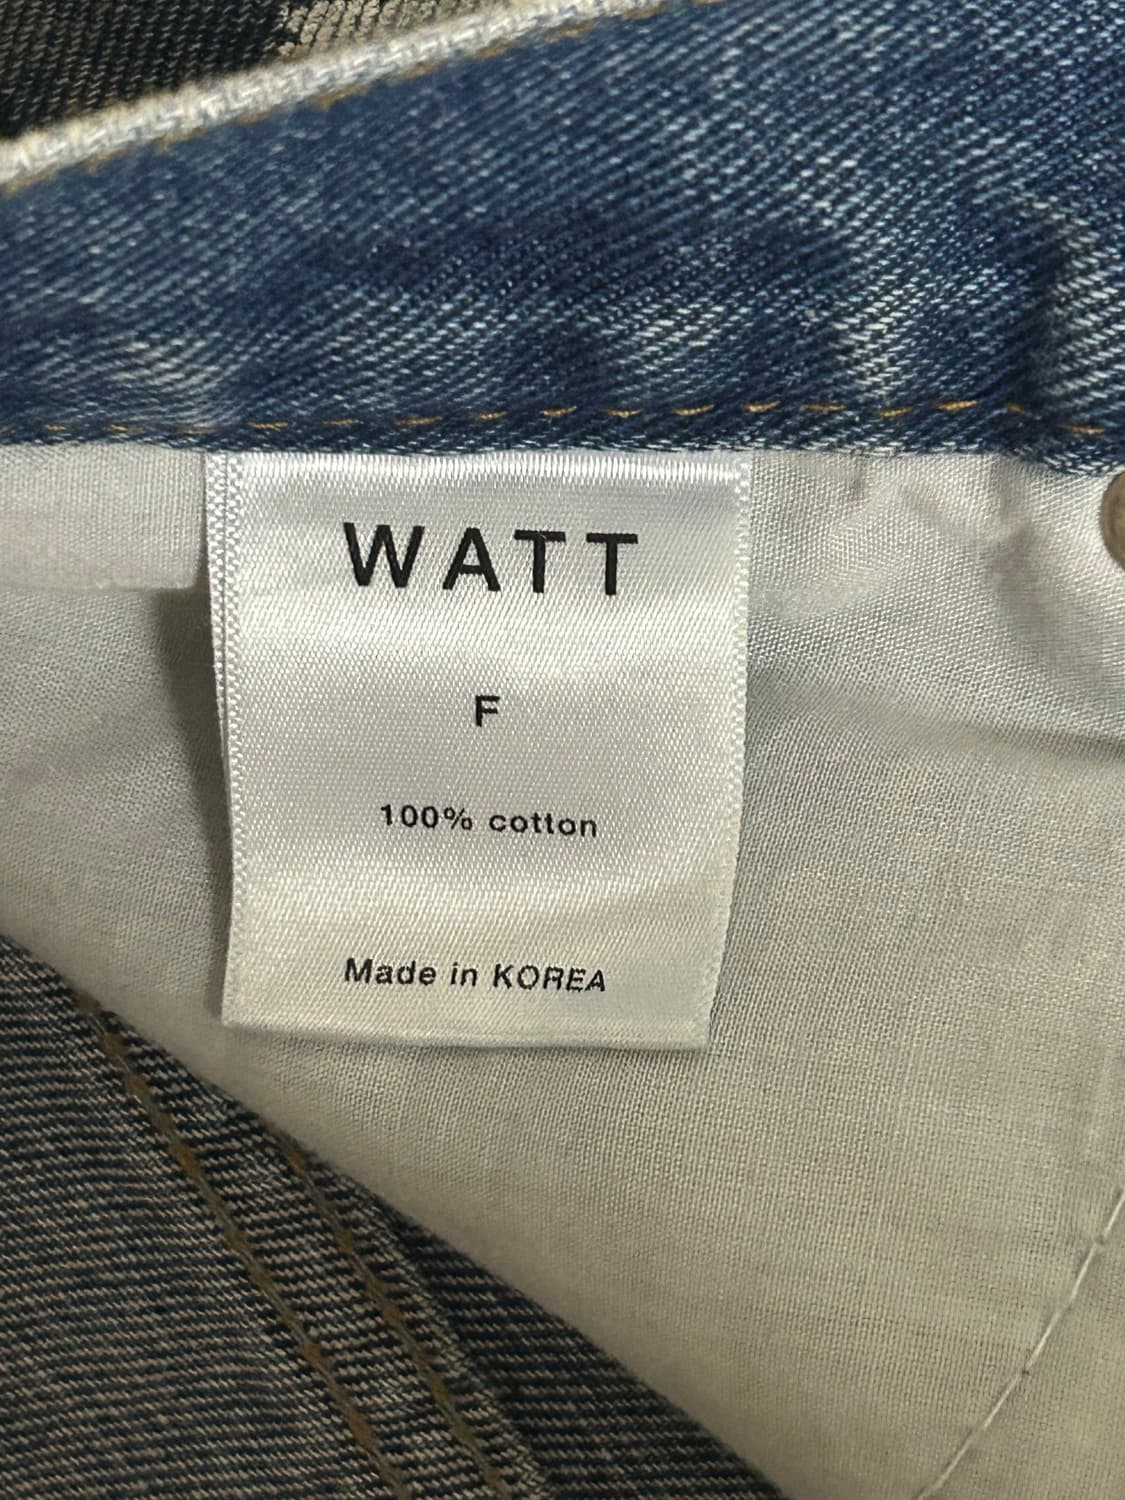 WATT
F
100% cotton
Made in KOREA